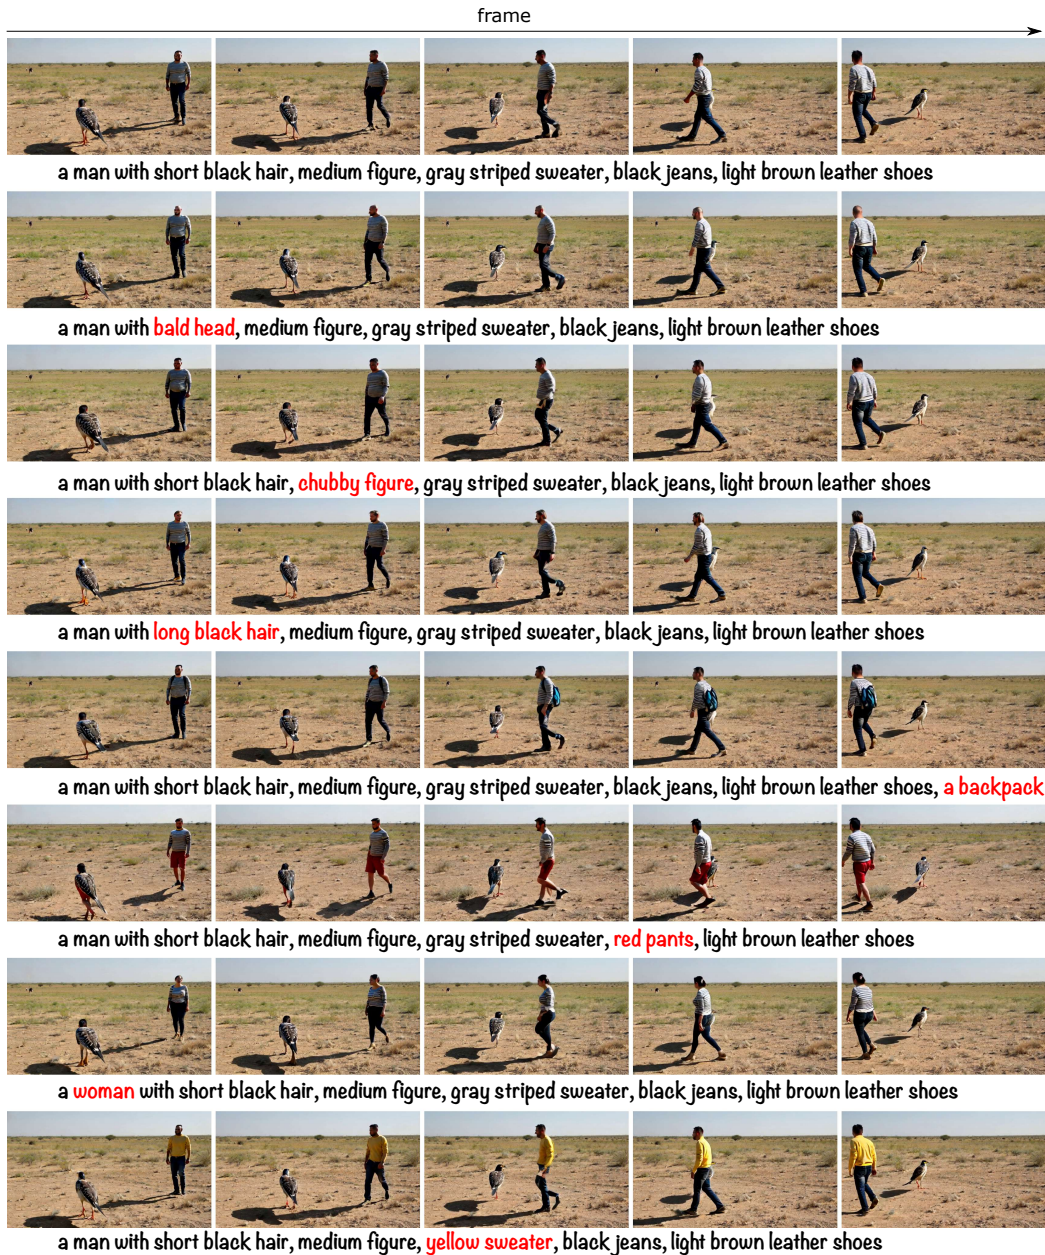 frame
a man with short black hair, medium figure, gray striped sweater, black jeans, light brown leather shoes
a man with bald head, medium figure, gray striped sweater, black jeans, light brown leather shoes
a man with short black hair, chubby figure, gray striped sweater, black jeans, light brown leather shoes
a man with long black hair, medium figure, gray striped sweater, black jeans, light brown leather shoes
a man with short black hair, medium figure, gray striped sweater, black jeans, light brown leather shoes, a backpack
a man with short black hair, medium figure, gray striped sweater, red pants, light brown leather shoes
a woman with short black hair, medium figure, gray striped sweater, black jeans, light brown leather shoes
a man with short black hair, medium figure, yellow sweater, black jeans, light brown leather shoes